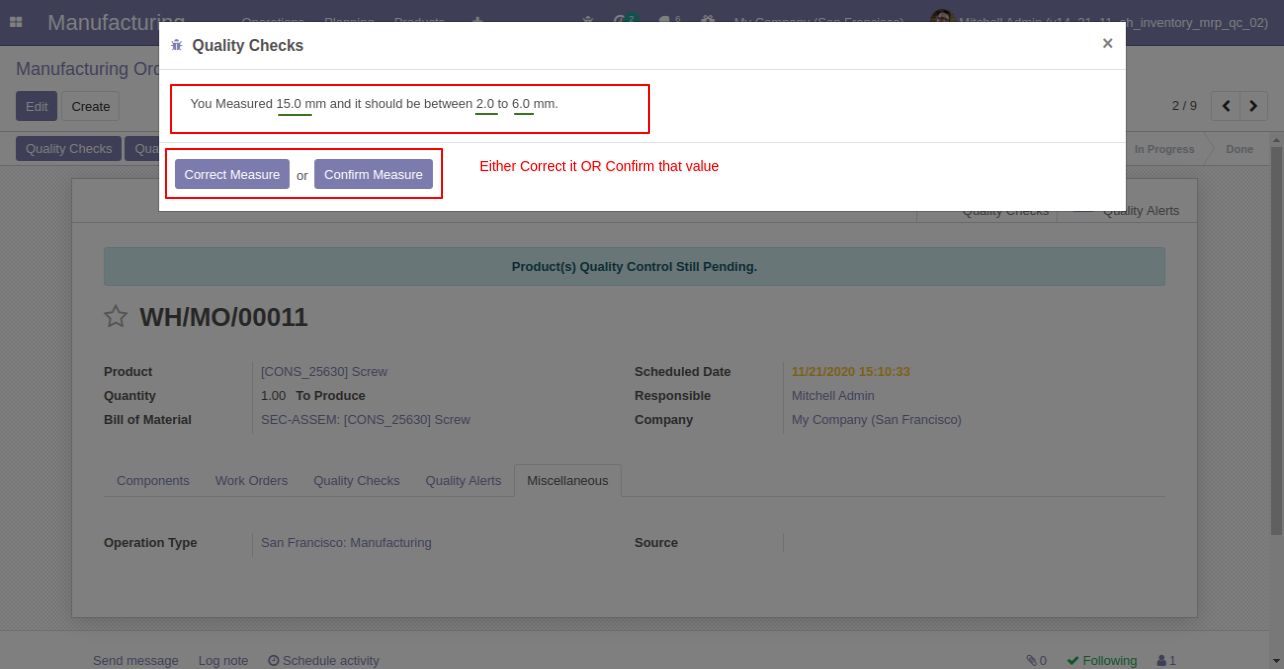 Manufacturing Operations Planning Products 2 6 My Company (San Francisco) Mitchell Admin (v14_21_11_sh_inventory_mrp_qc_02)
Quality Checks ×
Manufacturing Orders
You Measured 15.0 mm and it should be between 2.0 to 6.0 mm.
Edit Create 2 / 9
Quality Checks Qua In Progress Done
Either Correct it OR Confirm that value
Correct Measure or Confirm Measure
Quality Checks Quality Alerts
Product(s) Quality Control Still Pending.
WH/MO/00011
Product [CONS_25630] Screw Scheduled Date 11/21/2020 15:10:33
Quantity 1.00 To Produce Responsible Mitchell Admin
Bill of Material SEC-ASSEM: [CONS_25630] Screw Company My Company (San Francisco)
Components Work Orders Quality Checks Quality Alerts Miscellaneous
Operation Type San Francisco: Manufacturing Source
Send message Log note Schedule activity 0 Following 1